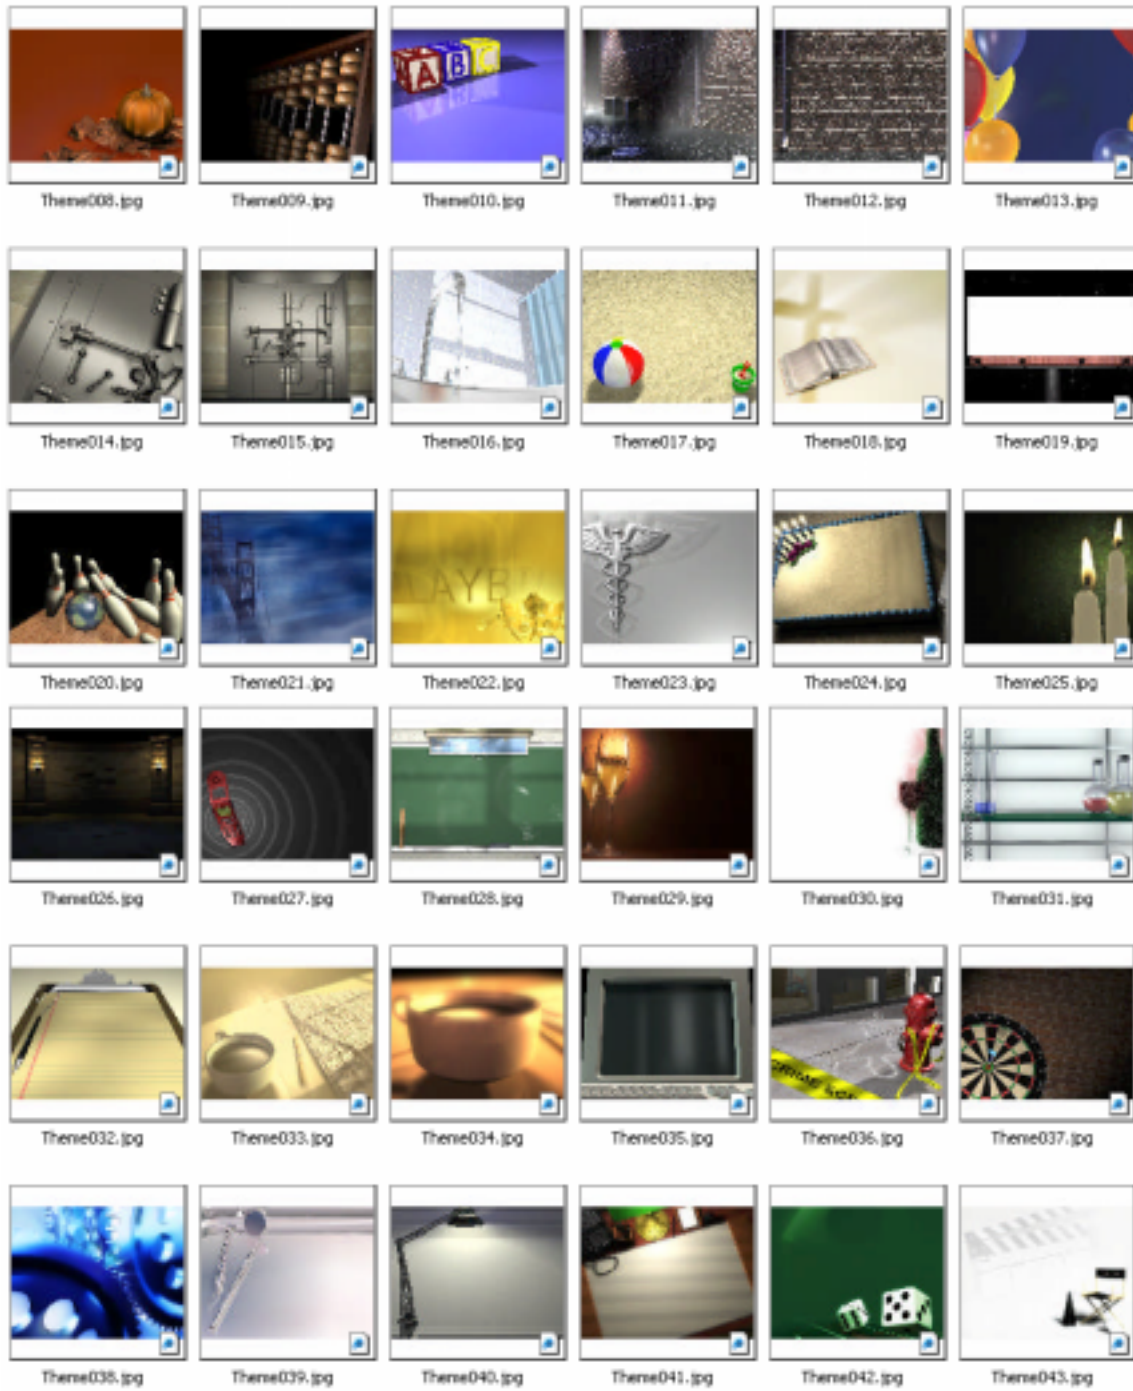 A B C
Theme008.jpg Theme009.jpg Theme010.jpg Theme011.jpg Theme012.jpg Theme013.jpg
Theme014.jpg Theme015.jpg Theme016.jpg Theme017.jpg Theme018.jpg Theme019.jpg
LAYB
Theme020.jpg Theme021.jpg Theme022.jpg Theme023.jpg Theme024.jpg Theme025.jpg
Theme026.jpg Theme027.jpg Theme028.jpg Theme029.jpg Theme030.jpg Theme031.jpg
CRIME SC
Theme032.jpg Theme033.jpg Theme034.jpg Theme035.jpg Theme036.jpg Theme037.jpg
Theme038.jpg Theme039.jpg Theme040.jpg Theme041.jpg Theme042.jpg Theme043.jpg